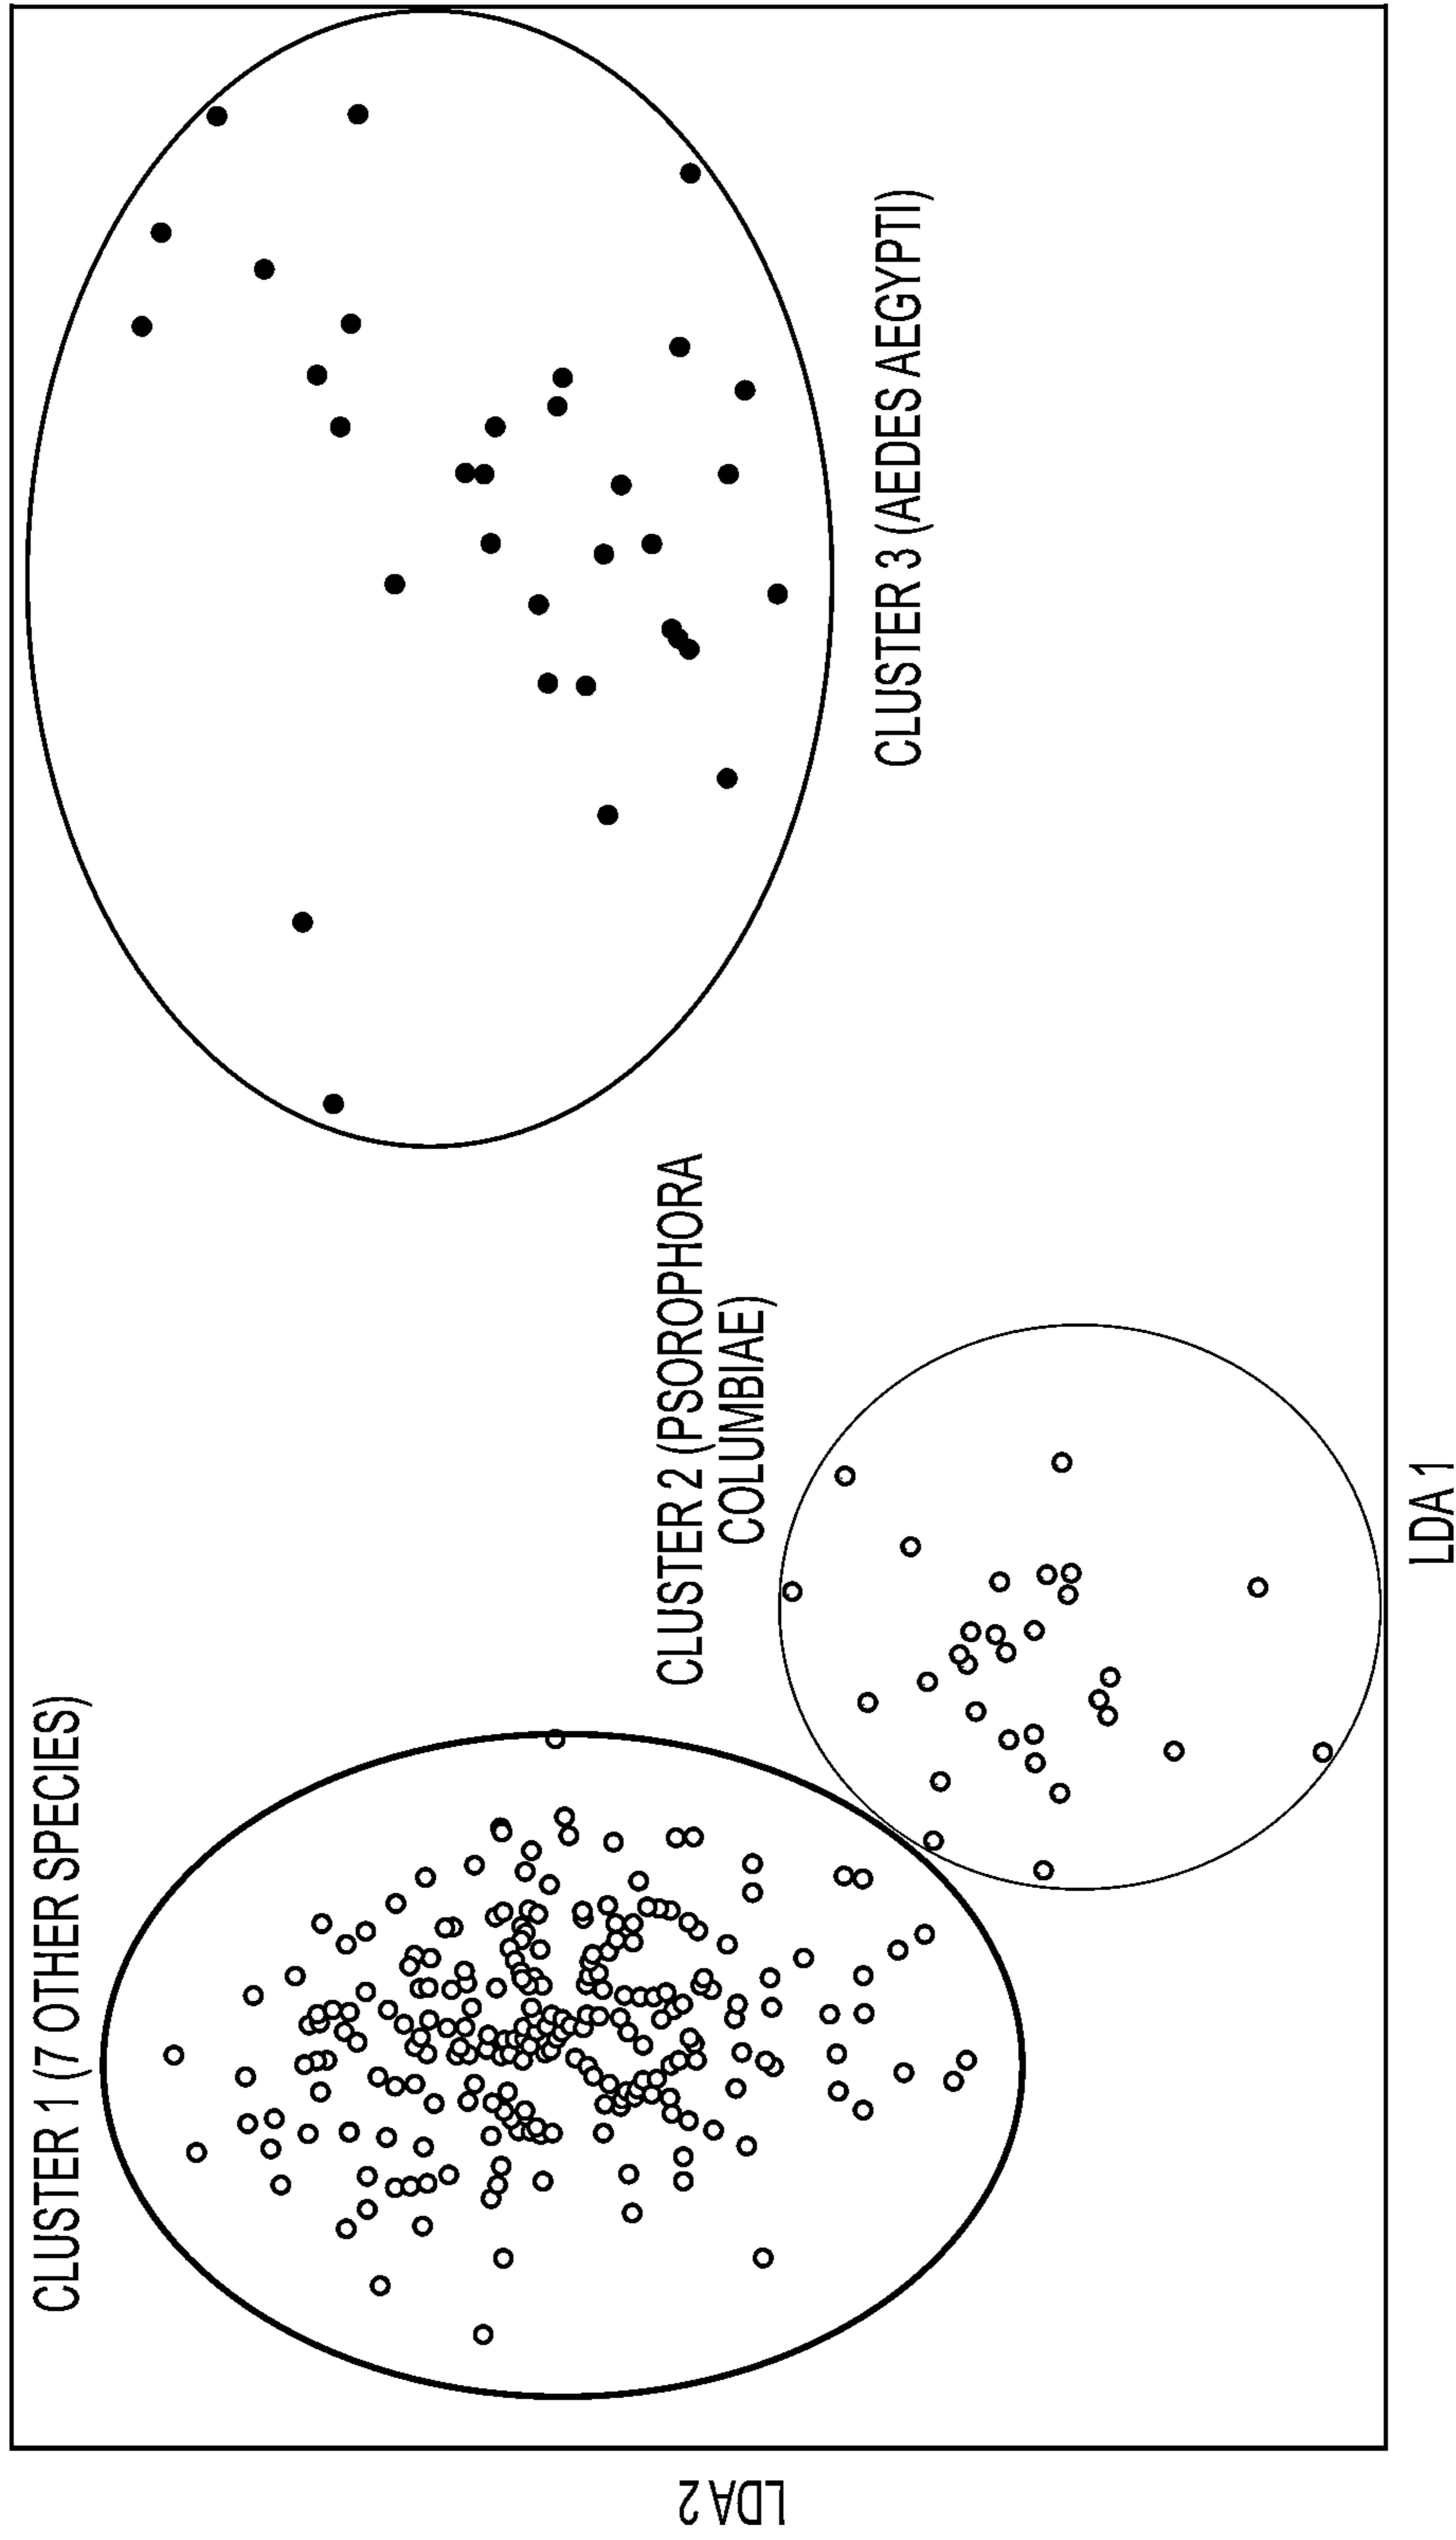 CLUSTER 1 (7 OTHER SPECIES)
CLUSTER 2 (PSOROPHORA
COLUMBIAE)
CLUSTER 3 (AEDES AEGYPTI)
LDA 2
LDA 1